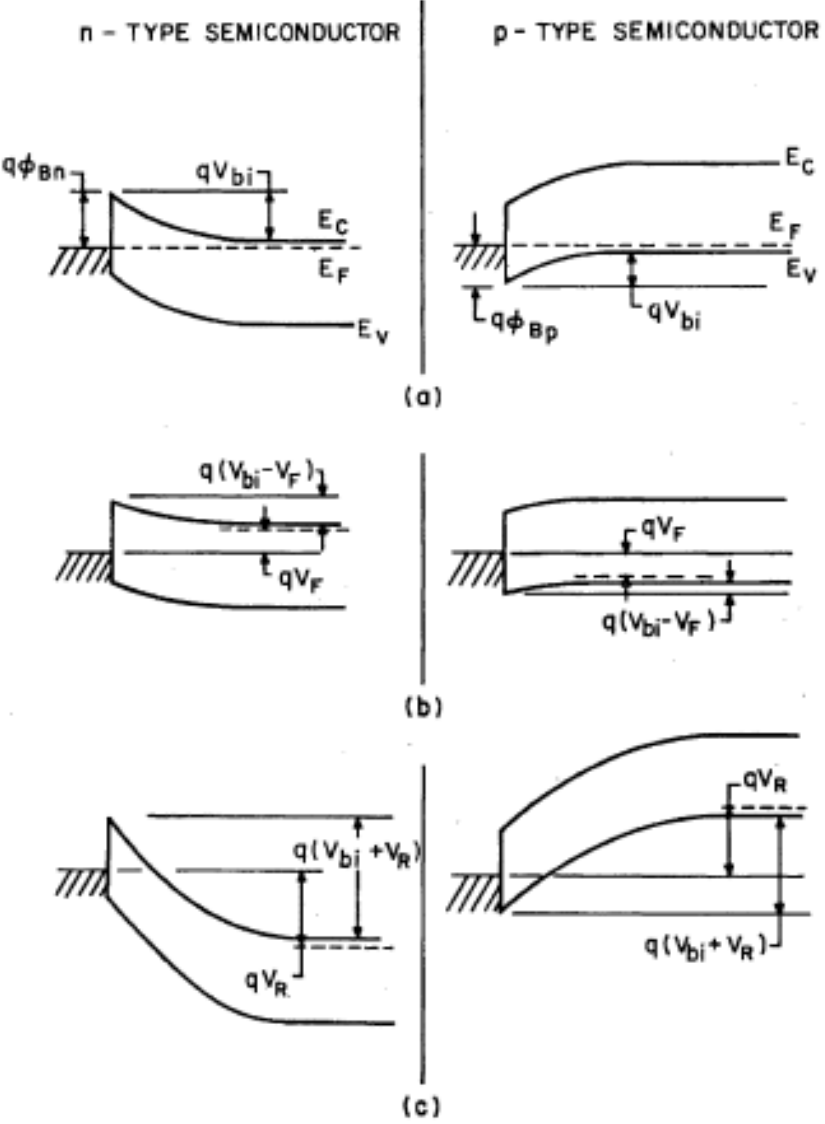 n - TYPE SEMICONDUCTOR
p - TYPE SEMICONDUCTOR
qϕBn
qVbi
EC
EF
EV
EC
EF
EV
qϕBp
qVbi
(a)
q(Vbi-VF)
qVF
qVF
q(Vbi-VF)
(b)
q(Vbi+VR)
qVR
qVR
q(Vbi+VR)
(c)